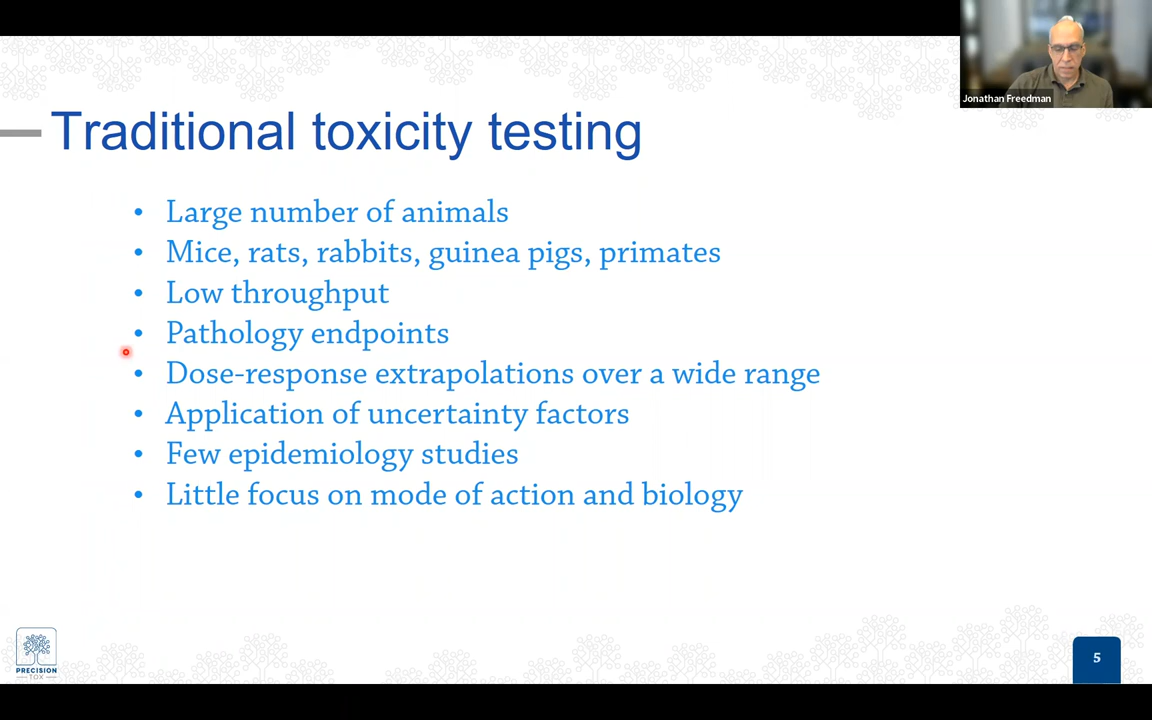 Jonathan Freedman
Traditional toxicity testing
• Large number of animals
• Mice, rats, rabbits, guinea pigs, primates
• Low throughput
• Pathology endpoints
• Dose-response extrapolations over a wide range
• Application of uncertainty factors
• Few epidemiology studies
• Little focus on mode of action and biology
PRECISION
TOX
5